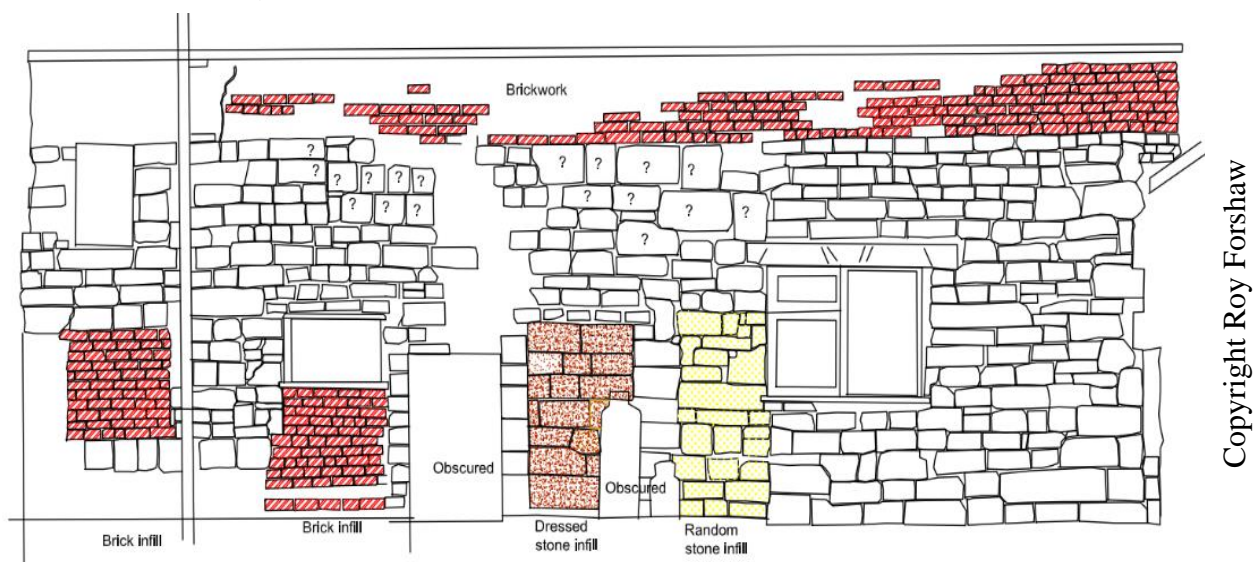 Brickwork
?
?
? ? ? ? ?
? ? ?
? ? ? ?
? ?
? ?
?
Obscured
Obscured
Brick infill
Brick infill
Dressed
stone infill
Random
stone infill
Copyright Roy Forshaw